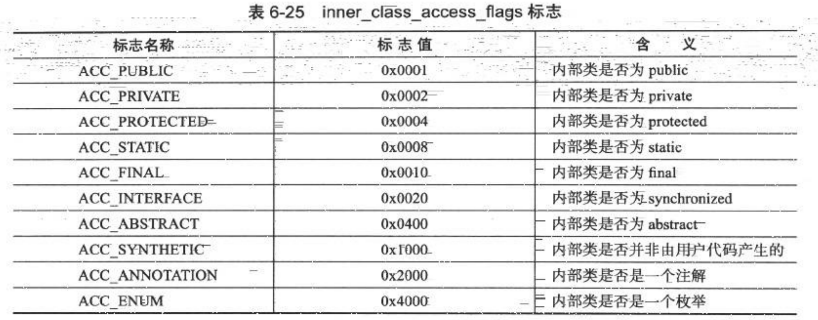 表 6-25 inner_class_access_flags 标志
标志名称 标志值 含义
ACC_PUBLIC 0x0001 内部类是否为 public
ACC_PRIVATE 0x0002 内部类是否为 private
ACC_PROTECTED 0x0004 内部类是否为 protected
ACC_STATIC 0x0008 内部类是否为 static
ACC_FINAL 0x0010 内部类是否为 final
ACC_INTERFACE 0x0020 内部类是否为 synchronized
ACC_ABSTRACT 0x0400 内部类是否为 abstract
ACC_SYNTHETIC 0x1000 内部类是否并非由用户代码产生的
ACC_ANNOTATION 0x2000 内部类是否是一个注解
ACC_ENUM 0x4000 内部类是否是一个枚举